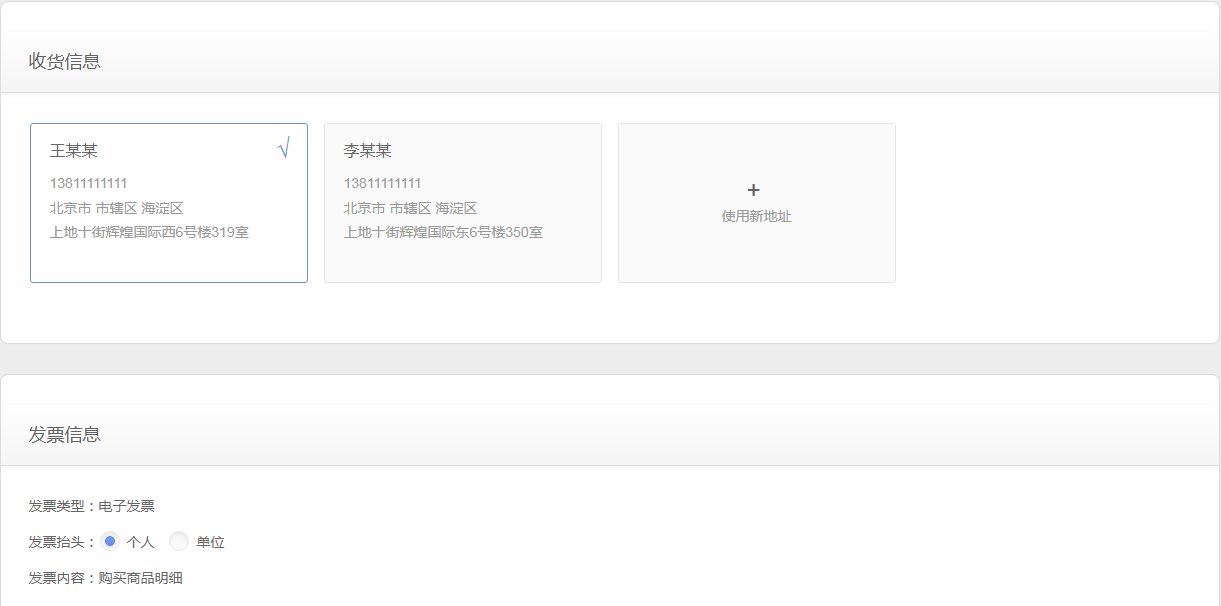 收货信息
王某某
13811111111
北京市 市辖区 海淀区
上地十街辉煌国际西6号楼319室
李某某
13811111111
北京市 市辖区 海淀区
上地十街辉煌国际东6号楼350室
+
使用新地址
发票信息
发票类型：电子发票
发票抬头： 个人 单位
发票内容：购买商品明细